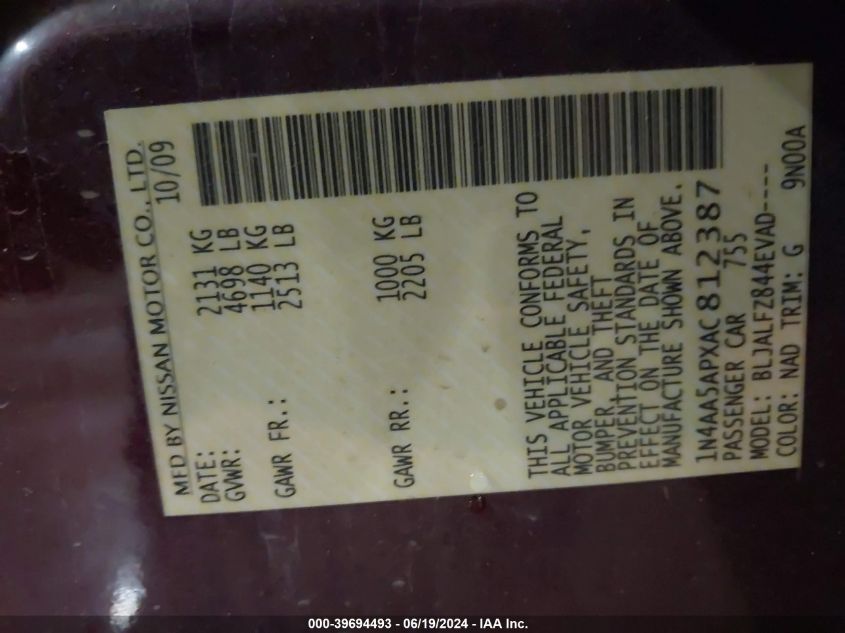 MFD BY NISSAN MOTOR CO., LTD.
DATE: 10/09
GVWR: 2131 KG
4698 LB
GAWR FR.: 1140 KG
2513 LB
GAWR RR.: 1000 KG
2205 LB
THIS VEHICLE CONFORMS TO
ALL APPLICABLE FEDERAL
MOTOR VEHICLE SAFETY,
BUMPER, AND THEFT
PREVENTION STANDARDS IN
EFFECT ON THE DATE OF
MANUFACTURE SHOWN ABOVE.
1N4AA5APXAC812387
PASSENGER CAR 755
MODEL: BLJALFZ844EVAD----
COLOR: NAD TRIM: G 9N00A
000-39694493 - 06/19/2024 - IAA Inc.